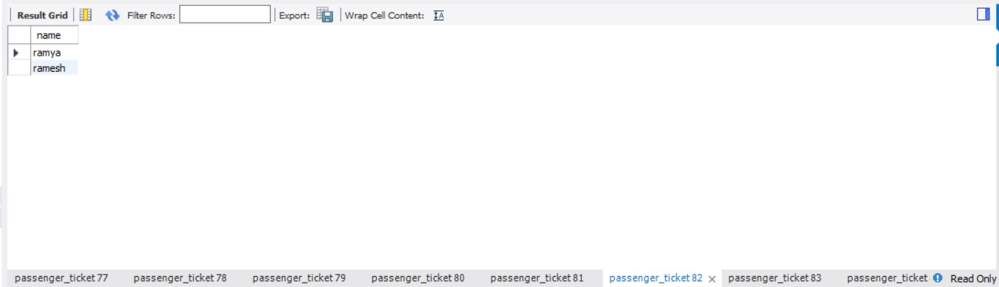 Result Grid Filter Rows: Export: Wrap Cell Content: IA
name
ramya
ramesh
passenger_ticket 77 passenger_ticket 78 passenger_ticket 79 passenger_ticket 80 passenger_ticket 81 passenger_ticket 82 × passenger_ticket 83 passenger_ticket Read Only